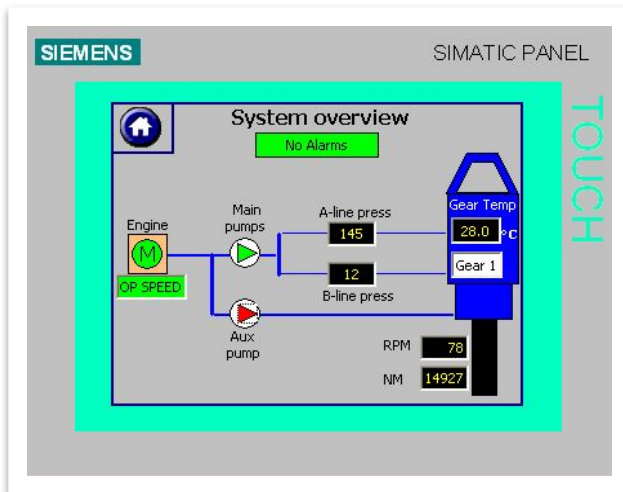 SIEMENS
SIMATIC PANEL
TOUCH
System overview
No Alarms
Engine
M
OP SPEED
Main
pumps
A-line press
145
12
B-line press
Gear Temp
28.0 °C
Gear 1
Aux
pump
RPM 78
NM 14927